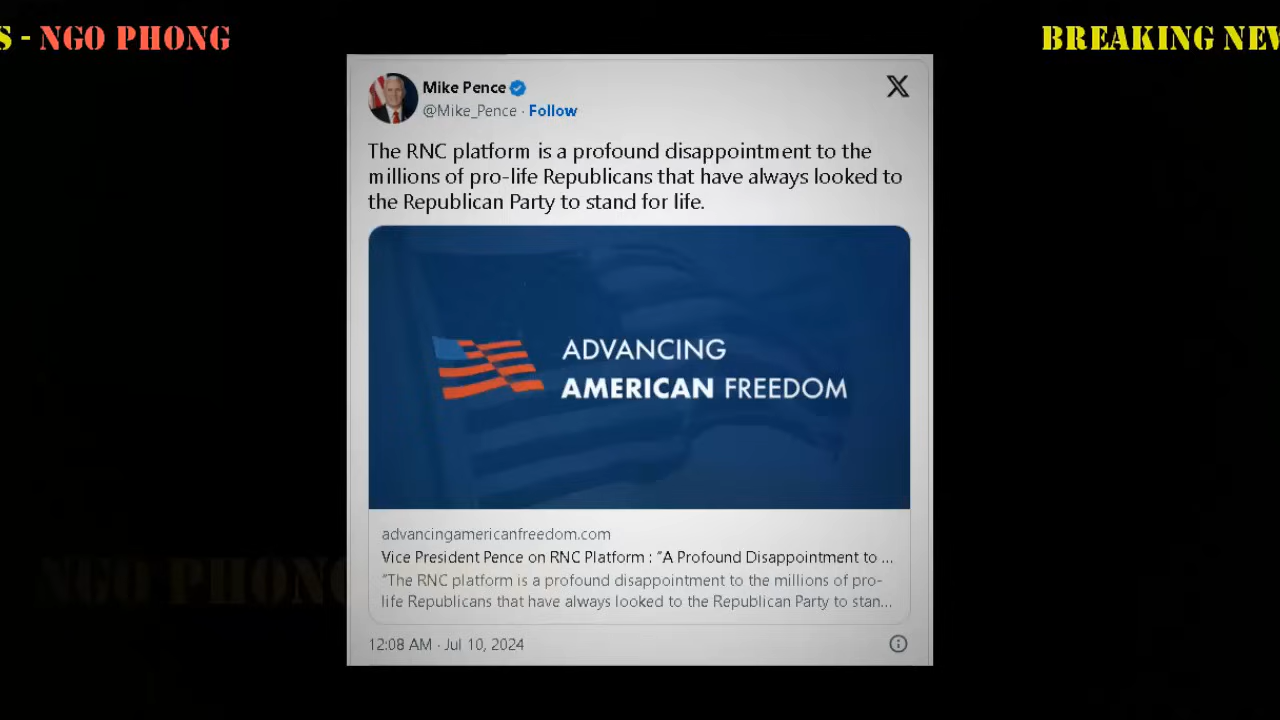 S - NGO PHONG
BREAKING NEW
Mike Pence
@Mike_Pence · Follow
The RNC platform is a profound disappointment to the
millions of pro-life Republicans that have always looked to
the Republican Party to stand for life.
ADVANCING
AMERICAN FREEDOM
advancingamericanfreedom.com
Vice President Pence on RNC Platform : "A Profound Disappointment to ...
"The RNC platform is a profound disappointment to the millions of pro-
life Republicans that have always looked to the Republican Party to stan...
12:08 AM · Jul 10, 2024
NGO PHONG